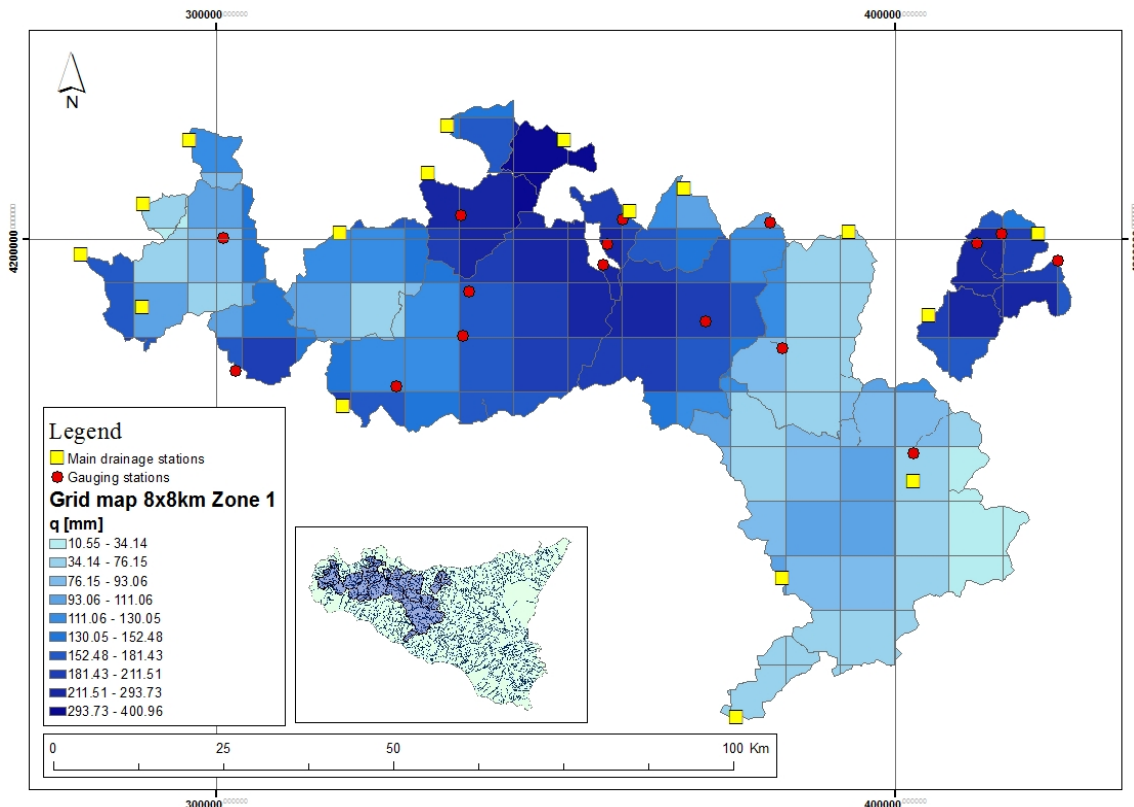 300000 400000
N
4200000
Legend
Main drainage stations
Gauging stations
Grid map 8x8km Zone 1
q [mm]
10.55 - 34.14
34.14 - 76.15
76.15 - 93.06
93.06 - 111.06
111.06 - 130.05
130.05 - 152.48
152.48 - 181.43
181.43 - 211.51
211.51 - 293.73
293.73 - 400.96
0 25 50 100 Km
300000 400000